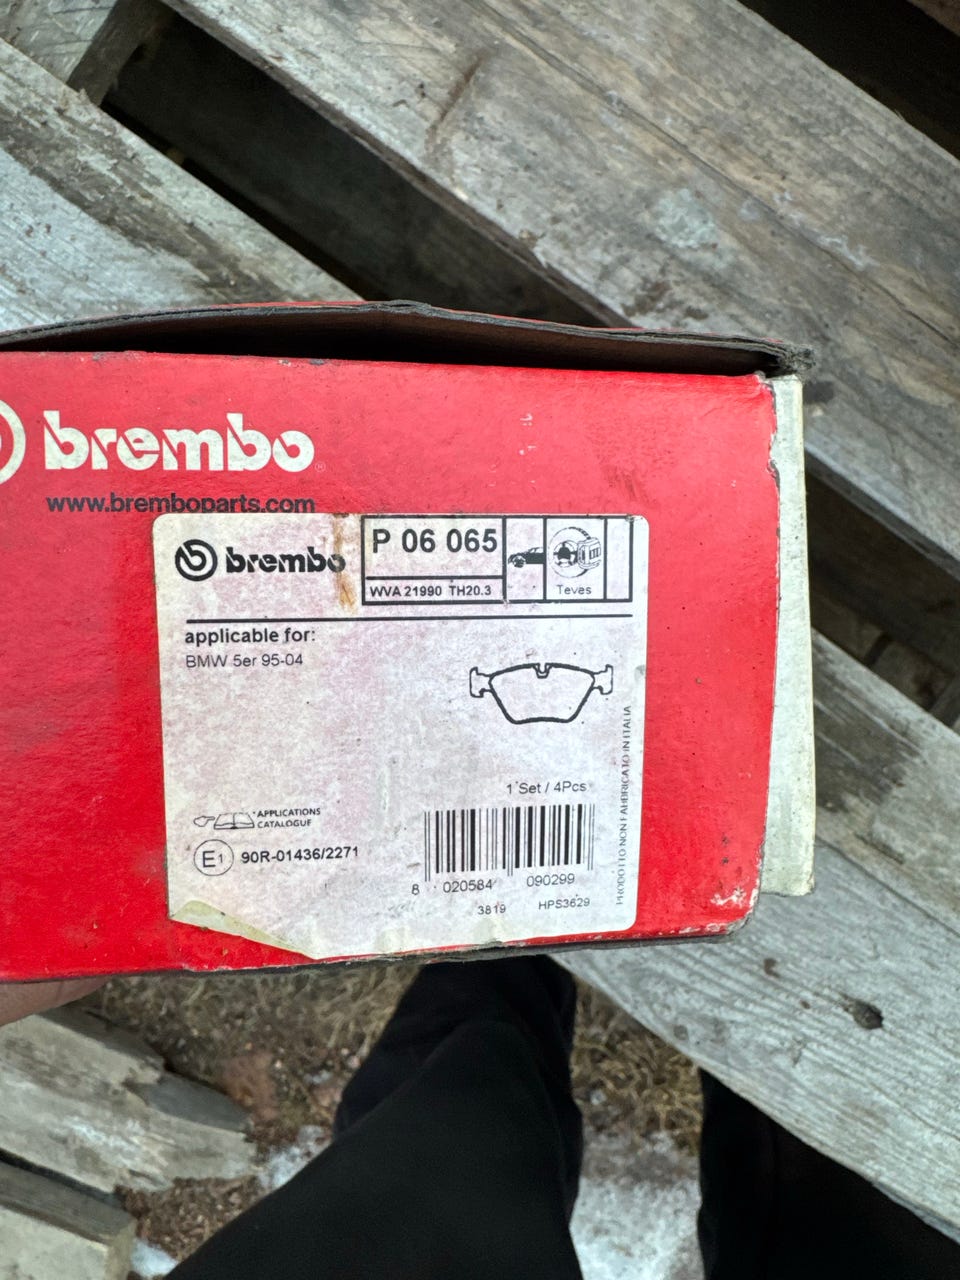 brembo®
www.bremboparts.com
brembo
P 06 065
WVA 21990 TH20.3
Teves
applicable for:
BMW 5er 95-04
1 Set / 4Pcs
APPLICATIONS
CATALOGUE
E1
90R-01436/2271
8 020584 090299
3819 HPS3629
PRODOTTO NON FABBRICATO IN ITALIA